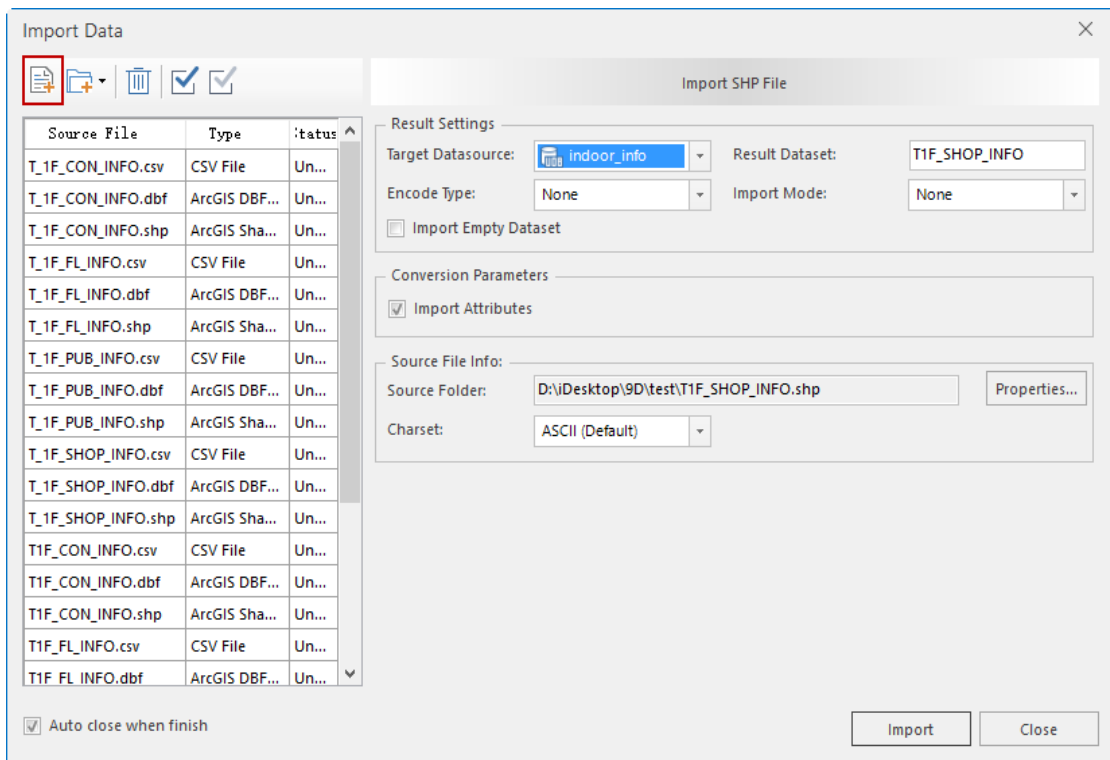 Import Data
Import SHP File
Source File Type Status
T_1F_CON_INFO.csv CSV File Un...
T_1F_CON_INFO.dbf ArcGIS DBF... Un...
T_1F_CON_INFO.shp ArcGIS Sha... Un...
T_1F_FL_INFO.csv CSV File Un...
T_1F_FL_INFO.dbf ArcGIS DBF... Un...
T_1F_FL_INFO.shp ArcGIS Sha... Un...
T_1F_PUB_INFO.csv CSV File Un...
T_1F_PUB_INFO.dbf ArcGIS DBF... Un...
T_1F_PUB_INFO.shp ArcGIS Sha... Un...
T_1F_SHOP_INFO.csv CSV File Un...
T_1F_SHOP_INFO.dbf ArcGIS DBF... Un...
T_1F_SHOP_INFO.shp ArcGIS Sha... Un...
T1F_CON_INFO.csv CSV File Un...
T1F_CON_INFO.dbf ArcGIS DBF... Un...
T1F_CON_INFO.shp ArcGIS Sha... Un...
T1F_FL_INFO.csv CSV File Un...
T1F_FL_INFO.dbf ArcGIS DBF... Un...
Result Settings
Target Datasource: UDB indoor_info Result Dataset: T1F_SHOP_INFO
Encode Type: None Import Mode: None
Import Empty Dataset
Conversion Parameters
Import Attributes
Source File Info:
Source Folder: D:\iDesktop\9D\test\T1F_SHOP_INFO.shp Properties...
Charset: ASCII (Default)
Auto close when finish
Import Close